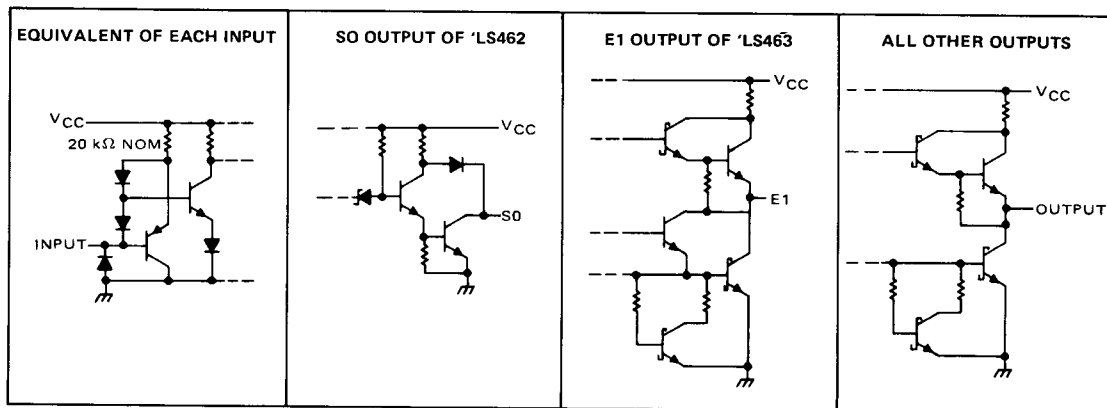 EQUIVALENT OF EACH INPUT
VCC
20 kΩ NOM
INPUT
SO OUTPUT OF 'LS462
VCC
S0
E1 OUTPUT OF 'LS463
VCC
E1
ALL OTHER OUTPUTS
VCC
OUTPUT